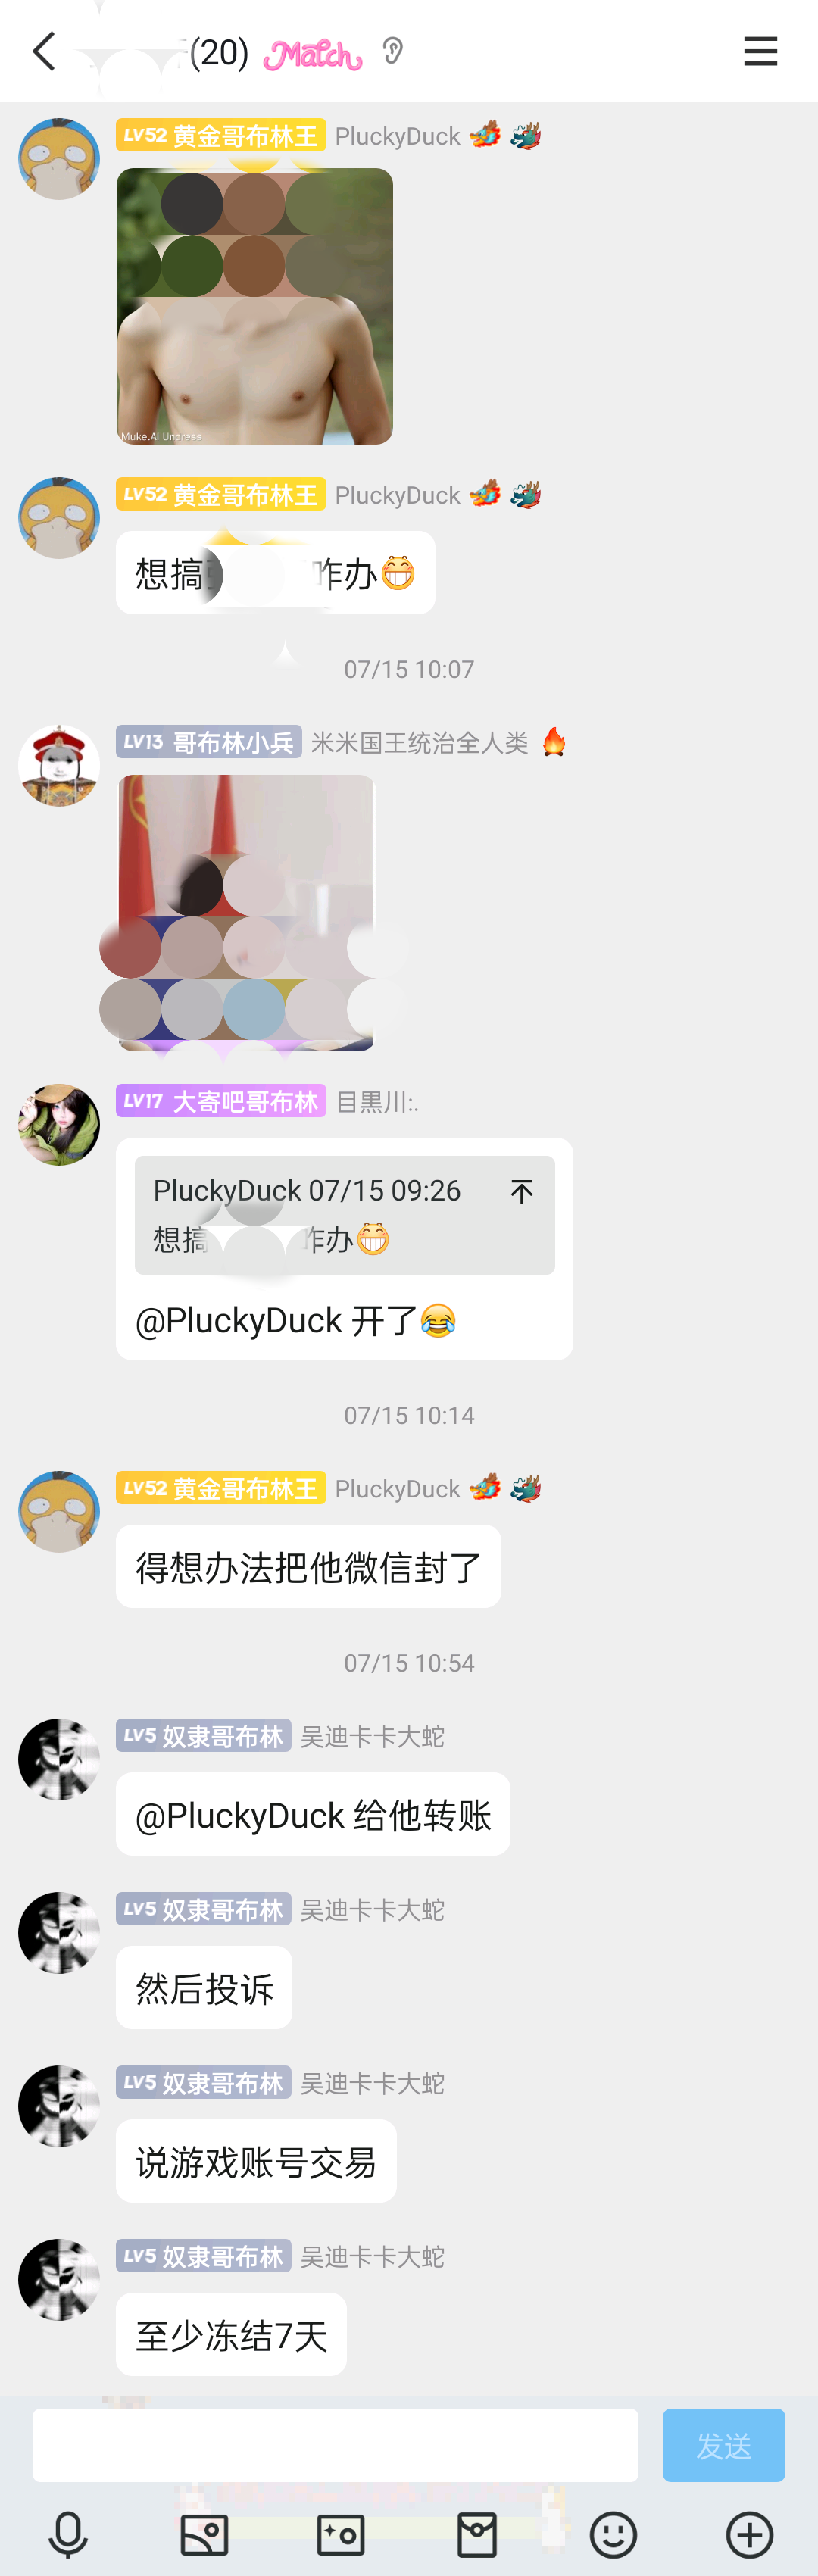 (20) Match
LV52 黄金哥布林王 PluckyDuck
Muke.AI Undress
LV52 黄金哥布林王 PluckyDuck
想搞 咋办😁
07/15 10:07
LV13 哥布林小兵 米米国王统治全人类 🔥
LV17 大寄吧哥布林 目黒川:.
PluckyDuck 07/15 09:26
想搞 咋办😁
@PluckyDuck 开了😂
07/15 10:14
LV52 黄金哥布林王 PluckyDuck
得想办法把他微信封了
07/15 10:54
LV5 奴隶哥布林 吴迪卡卡大蛇
@PluckyDuck 给他转账
LV5 奴隶哥布林 吴迪卡卡大蛇
然后投诉
LV5 奴隶哥布林 吴迪卡卡大蛇
说游戏账号交易
LV5 奴隶哥布林 吴迪卡卡大蛇
至少冻结7天
发送